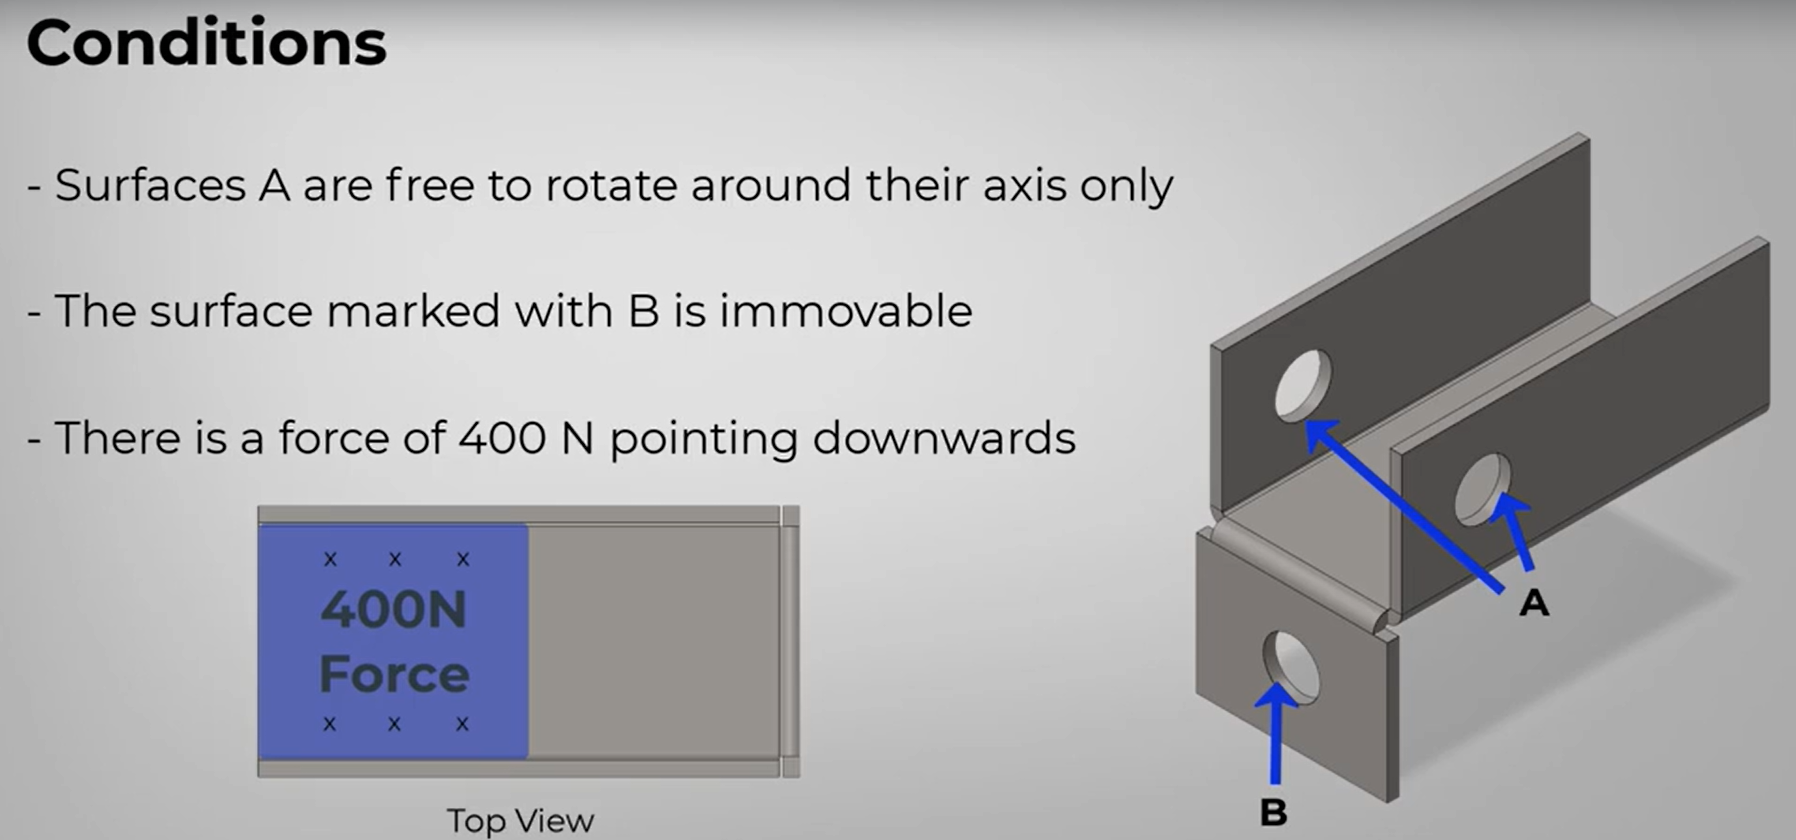 Conditions
- Surfaces A are free to rotate around their axis only
- The surface marked with B is immovable
- There is a force of 400 N pointing downwards
x x x
400N
Force
x x x
Top View
A
B